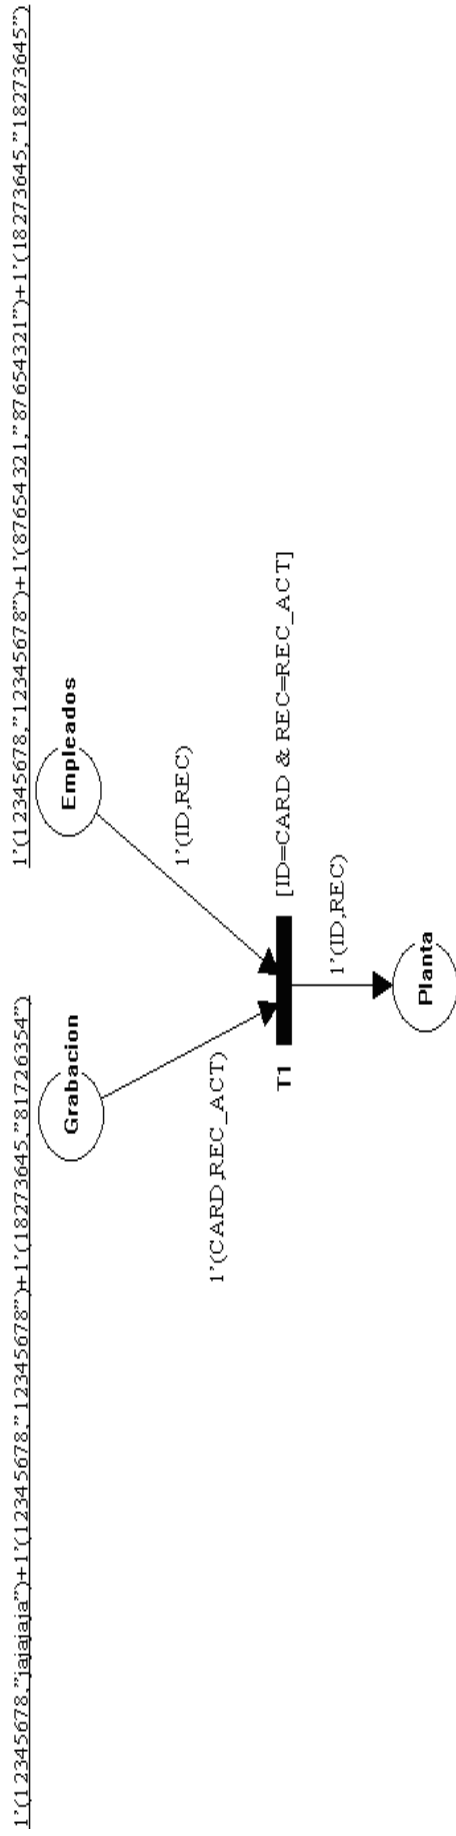 1'(12345678,"jajajaja")+1'(12345678,"12345678")+1'(18273645,"81726354")
1'(12345678,"12345678")+1'(87654321,"87654321")+1'(18273645,"18273645")
Grabacion
Empleados
1'(CARD,REC_ACT)
1'(ID,REC)
T1
[ID=CARD & REC=REC_ACT]
1'(ID,REC)
Planta